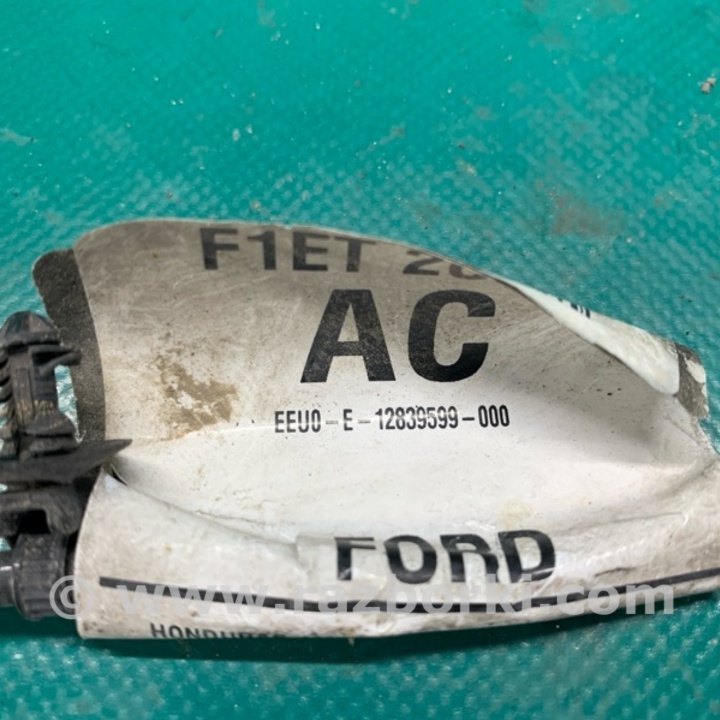 F1ET
AC
EEU0-E-12839599-000
FORD
© www.razborki.com